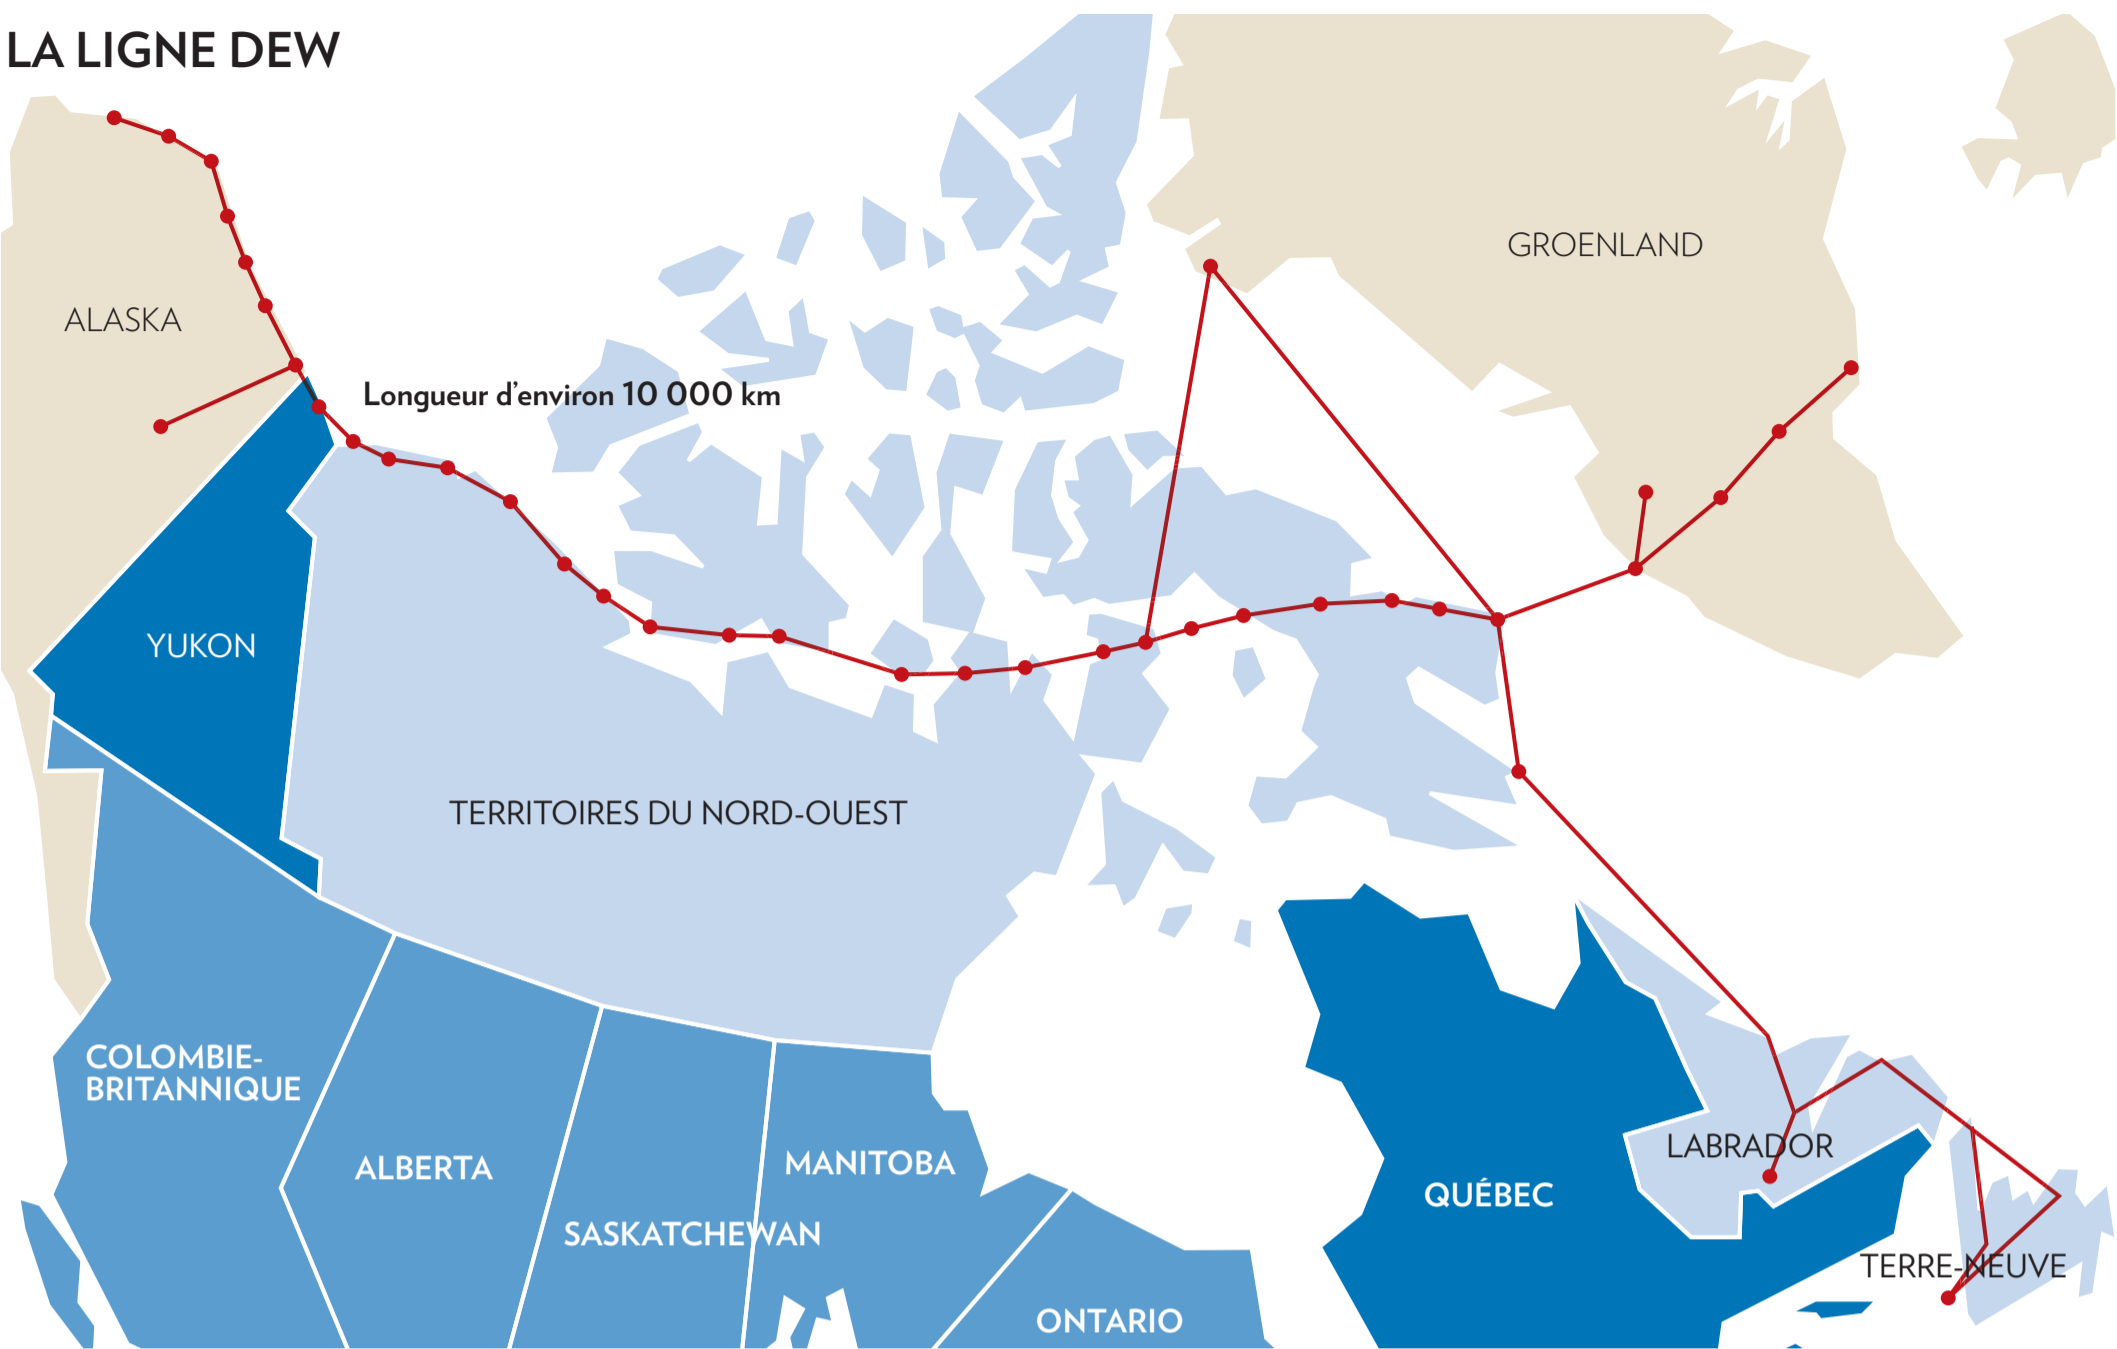 LA LIGNE DEW
GROENLAND
ALASKA
Longueur d’environ 10 000 km
YUKON
TERRITOIRES DU NORD-OUEST
COLOMBIE-
BRITANNIQUE
ALBERTA
MANITOBA
LABRADOR
QUÉBEC
SASKATCHEWAN
TERRE-NEUVE
ONTARIO